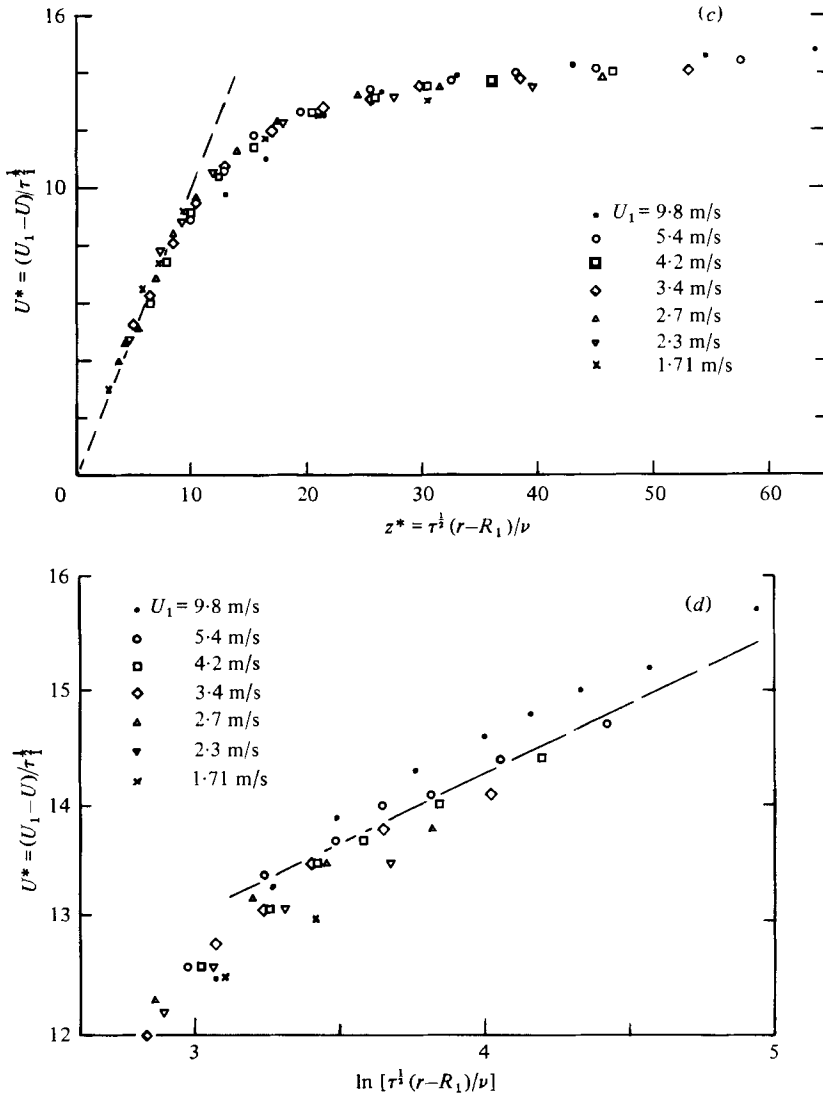 (c)
16
10
0
10
20
30
40
50
60
U* = (U₁−U)/τ₁^½
z* = τ^½(r−R₁)/ν
U₁ = 9·8 m/s
5·4 m/s
4·2 m/s
3·4 m/s
2·7 m/s
2·3 m/s
1·71 m/s
(d)
16
15
14
13
12
3
4
5
U* = (U₁−U)/τ₁^½
ln [τ^½(r−R₁)/ν]
U₁ = 9·8 m/s
5·4 m/s
4·2 m/s
3·4 m/s
2·7 m/s
2·3 m/s
1·71 m/s